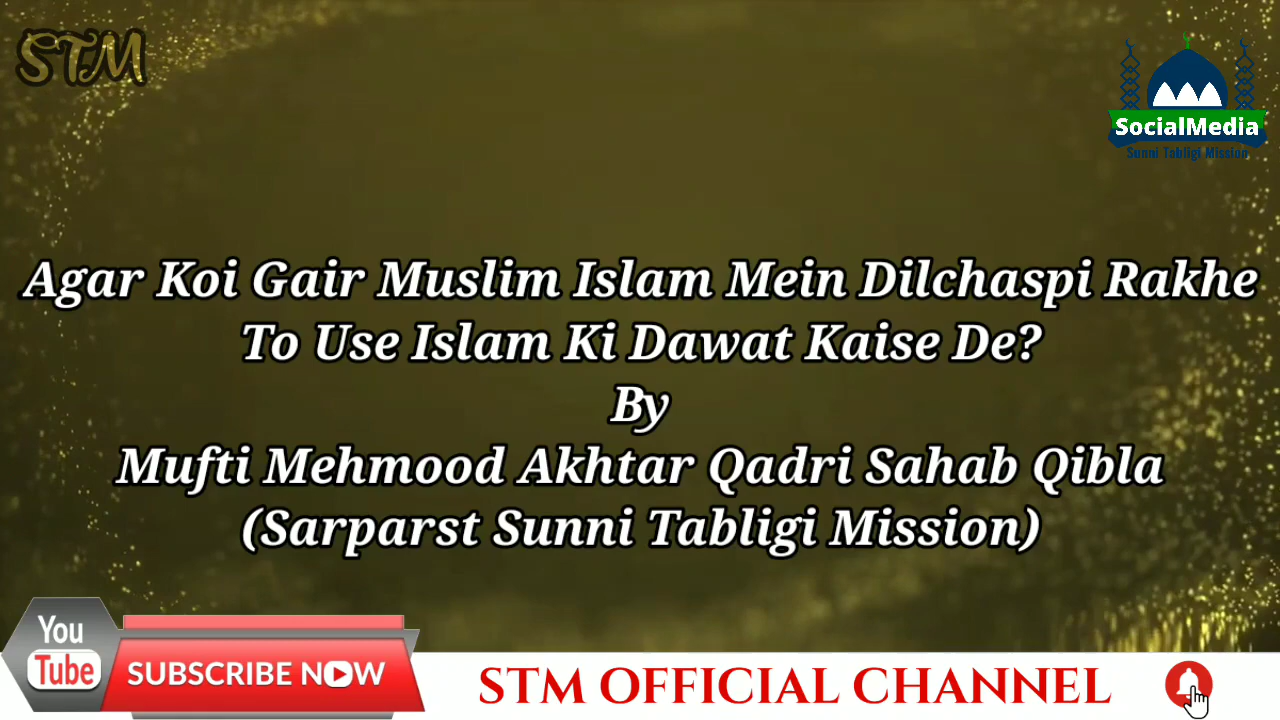 STM
SocialMedia
Sunni Tabligi Mission
Agar Koi Gair Muslim Islam Mein Dilchaspi Rakhe
To Use Islam Ki Dawat Kaise De?
By
Mufti Mehmood Akhtar Qadri Sahab Qibla
(Sarparst Sunni Tabligi Mission)
You
Tube
SUBSCRIBE NOW
STM OFFICIAL CHANNEL